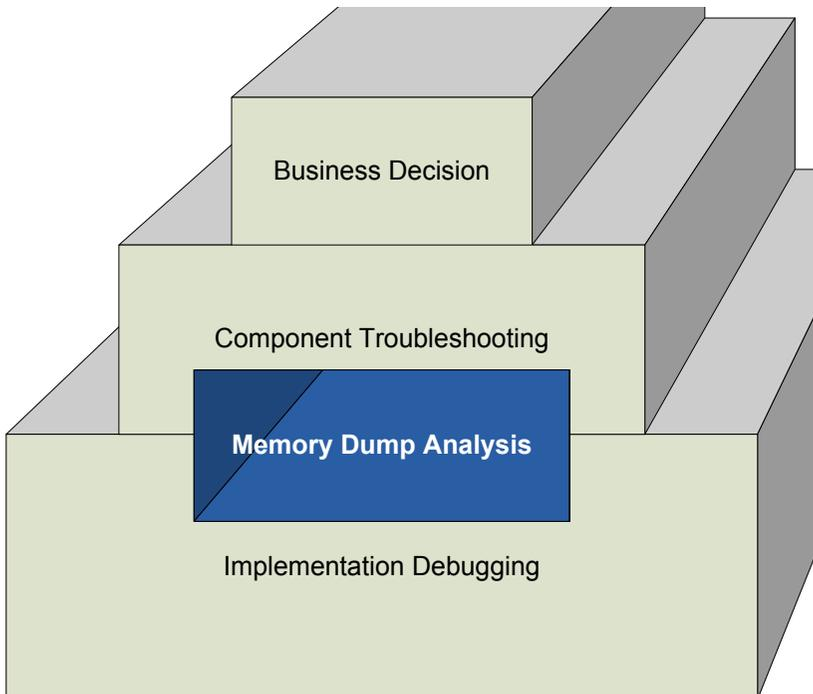 Business Decision
Component Troubleshooting
Memory Dump Analysis
Implementation Debugging